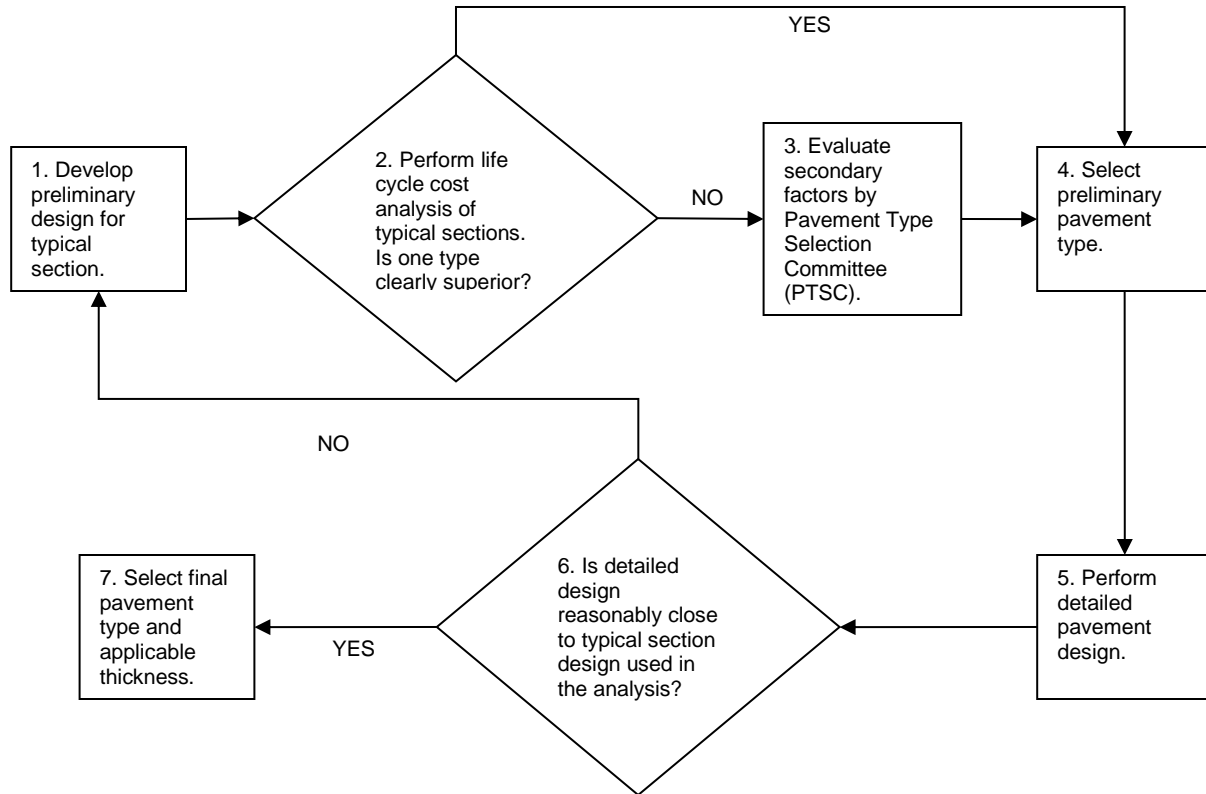 YES
1. Develop
preliminary
design for
typical
section.
2. Perform life
cycle cost
analysis of
typical sections.
Is one type
clearly superior?
NO
3. Evaluate
secondary
factors by
Pavement Type
Selection
Committee
(PTSC).
4. Select
preliminary
pavement
type.
NO
7. Select final
pavement
type and
applicable
thickness.
YES
6. Is detailed
design
reasonably close
to typical section
design used in
the analysis?
5. Perform
detailed
pavement
design.